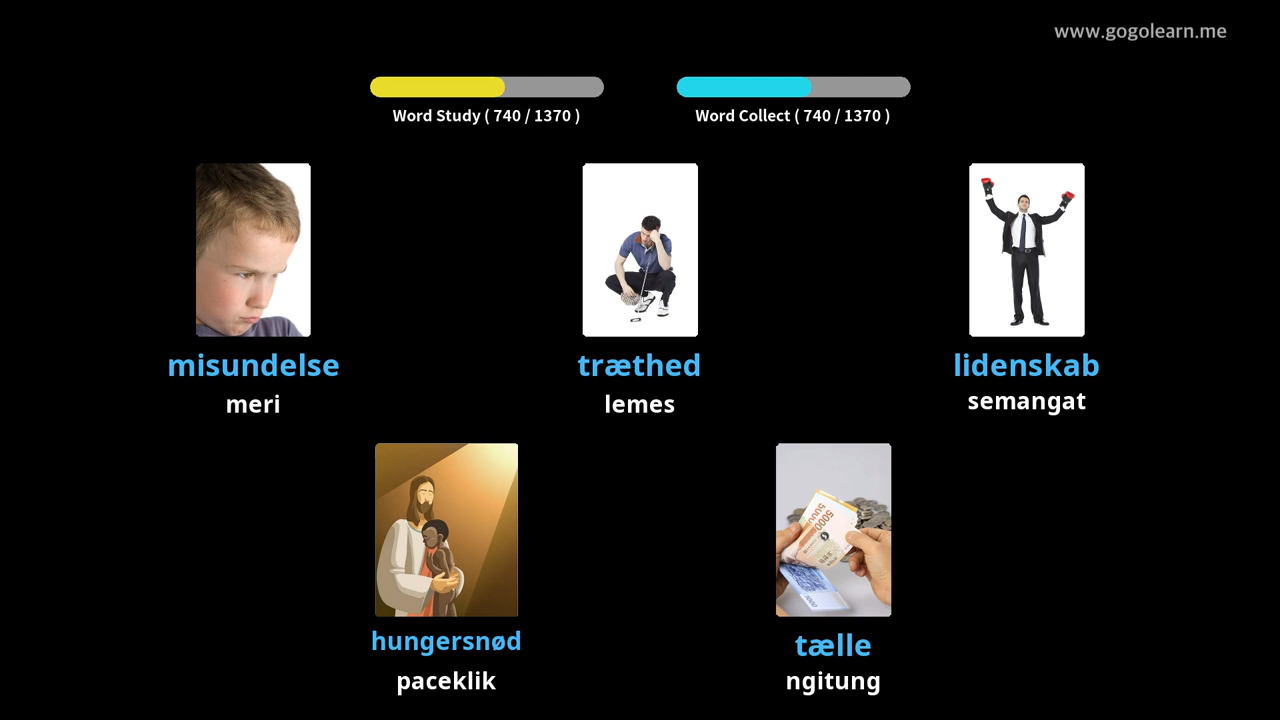 www.gogolearn.me
Word Study ( 740 / 1370 )
Word Collect ( 740 / 1370 )
misundelse
træthed
lidenskab
meri
lemes
semangat
hungersnød
tælle
paceklik
ngitung
5000